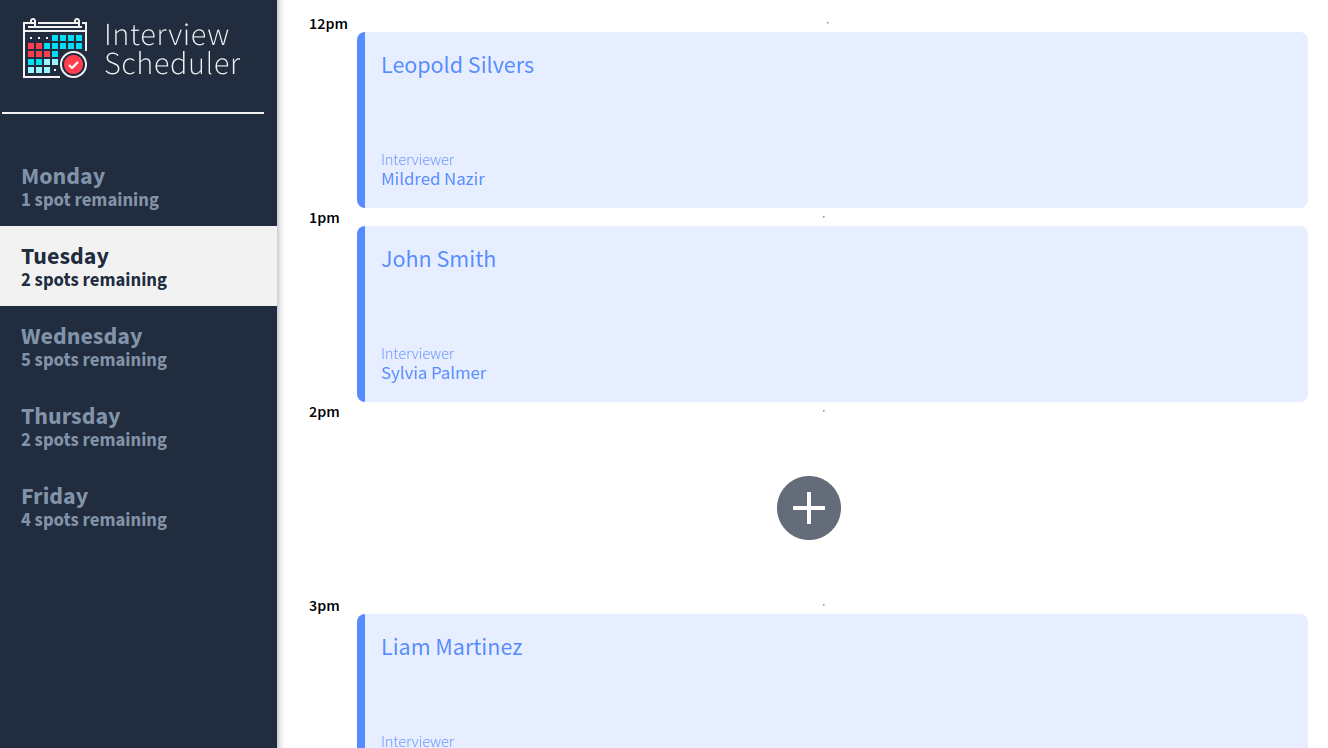 Interview
Scheduler
Monday
1 spot remaining
Tuesday
2 spots remaining
Wednesday
5 spots remaining
Thursday
2 spots remaining
Friday
4 spots remaining
12pm
Leopold Silvers
Interviewer
Mildred Nazir
1pm
John Smith
Interviewer
Sylvia Palmer
2pm
3pm
Liam Martinez
Interviewer